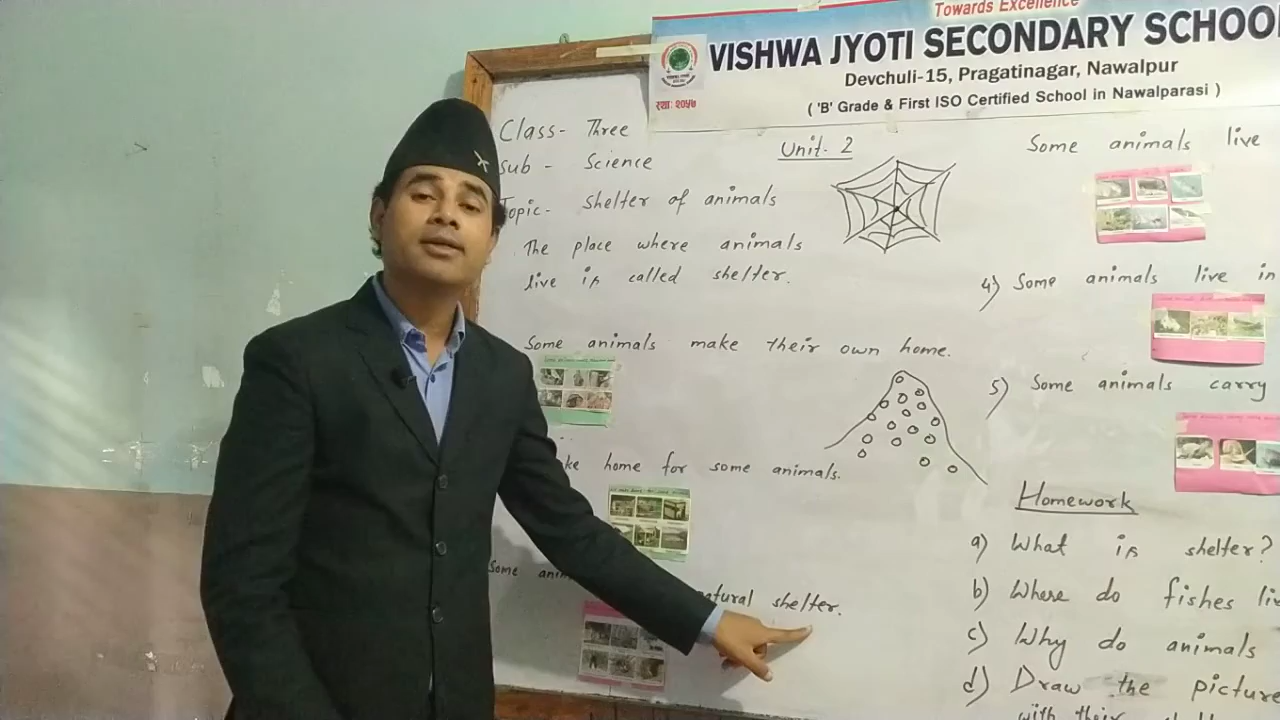 Towards Excellence
VISHWA JYOTI SECONDARY SCHOO
Devchuli-15, Pragatinagar, Nawalpur
( 'B' Grade & First ISO Certified School in Nawalparasi )
स्था: २०५७
Class- Three
Sub - Science
Topic- shelter of animals
Unit- 2
The place where animals
live is called shelter.
Some animals make their own home.
ke home for some animals.
Some ani
atural shelter.
Some animals live
4) Some animals live in
5) Some animals carry
Homework
a) What is shelter?
b) Where do fishes li
c) Why do animals
d) Draw the picture
with their